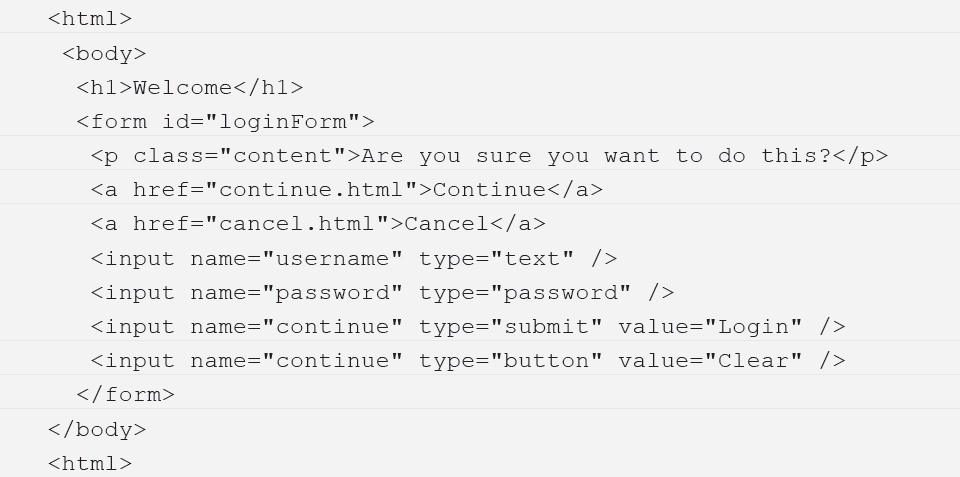 <html>
<body>
<h1>Welcome</h1>
<form id="loginForm">
<p class="content">Are you sure you want to do this?</p>
<a href="continue.html">Continue</a>
<a href="cancel.html">Cancel</a>
<input name="username" type="text" />
<input name="password" type="password" />
<input name="continue" type="submit" value="Login" />
<input name="continue" type="button" value="Clear" />
</form>
</body>
<html>